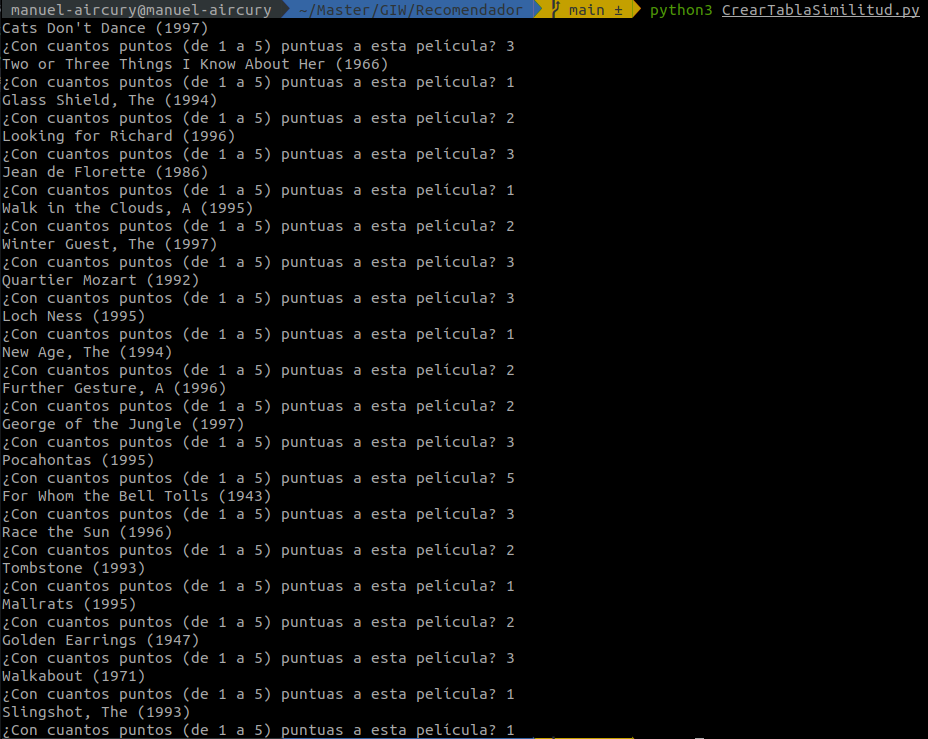 manuel-aircury@manuel-aircury ~/Master/GIW/Recomendador main ± python3 CrearTablaSimilitud.py
Cats Don't Dance (1997)
¿Con cuantos puntos (de 1 a 5) puntuas a esta película? 3
Two or Three Things I Know About Her (1966)
¿Con cuantos puntos (de 1 a 5) puntuas a esta película? 1
Glass Shield, The (1994)
¿Con cuantos puntos (de 1 a 5) puntuas a esta película? 2
Looking for Richard (1996)
¿Con cuantos puntos (de 1 a 5) puntuas a esta película? 3
Jean de Florette (1986)
¿Con cuantos puntos (de 1 a 5) puntuas a esta película? 1
Walk in the Clouds, A (1995)
¿Con cuantos puntos (de 1 a 5) puntuas a esta película? 2
Winter Guest, The (1997)
¿Con cuantos puntos (de 1 a 5) puntuas a esta película? 3
Quartier Mozart (1992)
¿Con cuantos puntos (de 1 a 5) puntuas a esta película? 3
Loch Ness (1995)
¿Con cuantos puntos (de 1 a 5) puntuas a esta película? 1
New Age, The (1994)
¿Con cuantos puntos (de 1 a 5) puntuas a esta película? 2
Further Gesture, A (1996)
¿Con cuantos puntos (de 1 a 5) puntuas a esta película? 2
George of the Jungle (1997)
¿Con cuantos puntos (de 1 a 5) puntuas a esta película? 3
Pocahontas (1995)
¿Con cuantos puntos (de 1 a 5) puntuas a esta película? 5
For Whom the Bell Tolls (1943)
¿Con cuantos puntos (de 1 a 5) puntuas a esta película? 3
Race the Sun (1996)
¿Con cuantos puntos (de 1 a 5) puntuas a esta película? 2
Tombstone (1993)
¿Con cuantos puntos (de 1 a 5) puntuas a esta película? 1
Mallrats (1995)
¿Con cuantos puntos (de 1 a 5) puntuas a esta película? 2
Golden Earrings (1947)
¿Con cuantos puntos (de 1 a 5) puntuas a esta película? 3
Walkabout (1971)
¿Con cuantos puntos (de 1 a 5) puntuas a esta película? 1
Slingshot, The (1993)
¿Con cuantos puntos (de 1 a 5) puntuas a esta película? 1